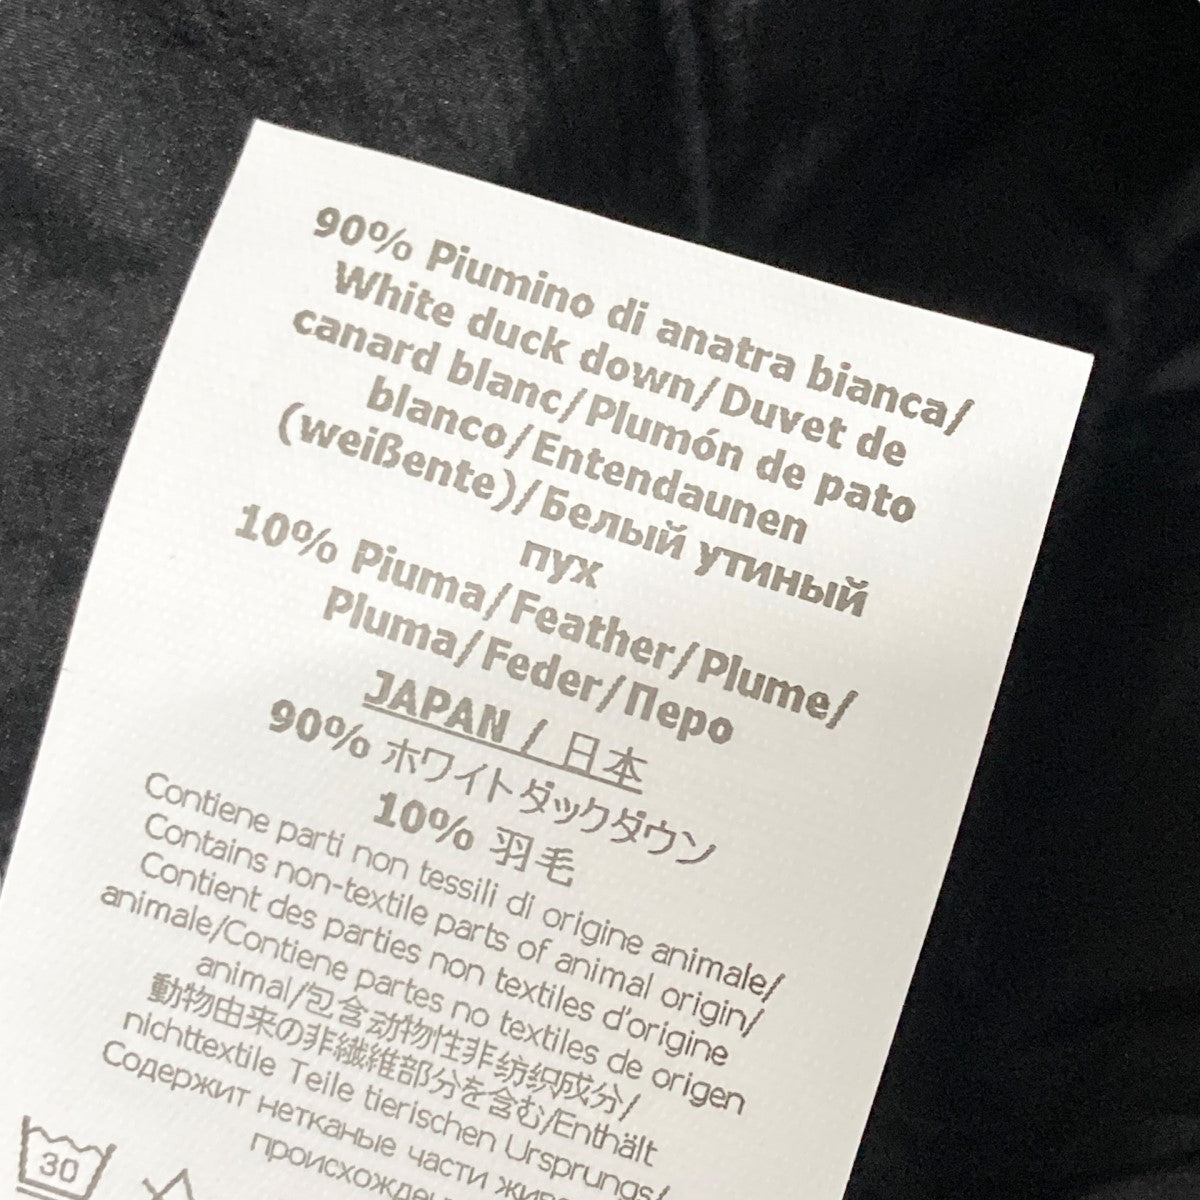 90% Piumino di anatra bianca/
White duck down/Duvet de
canard blanc/Plumón de pato
blanco/Entendaunen
(weißente)/Белый утиный
пух
10% Piuma/Feather/Plume/
Pluma/Feder/Перо
JAPAN / 日本
90% ホワイトダックダウン
10% 羽毛
Contiene parti non tessili di origine animale/
Contains non-textile parts of animal origin/
Contient des parties non textiles d'origine
animale/Contiene partes no textiles de origen
animal/包含动物性非纺织成分/
動物由来の非繊維部分を含む/Enthält
nichttextile Teile tierischen Ursprungs/
Содержит нетканые части
30